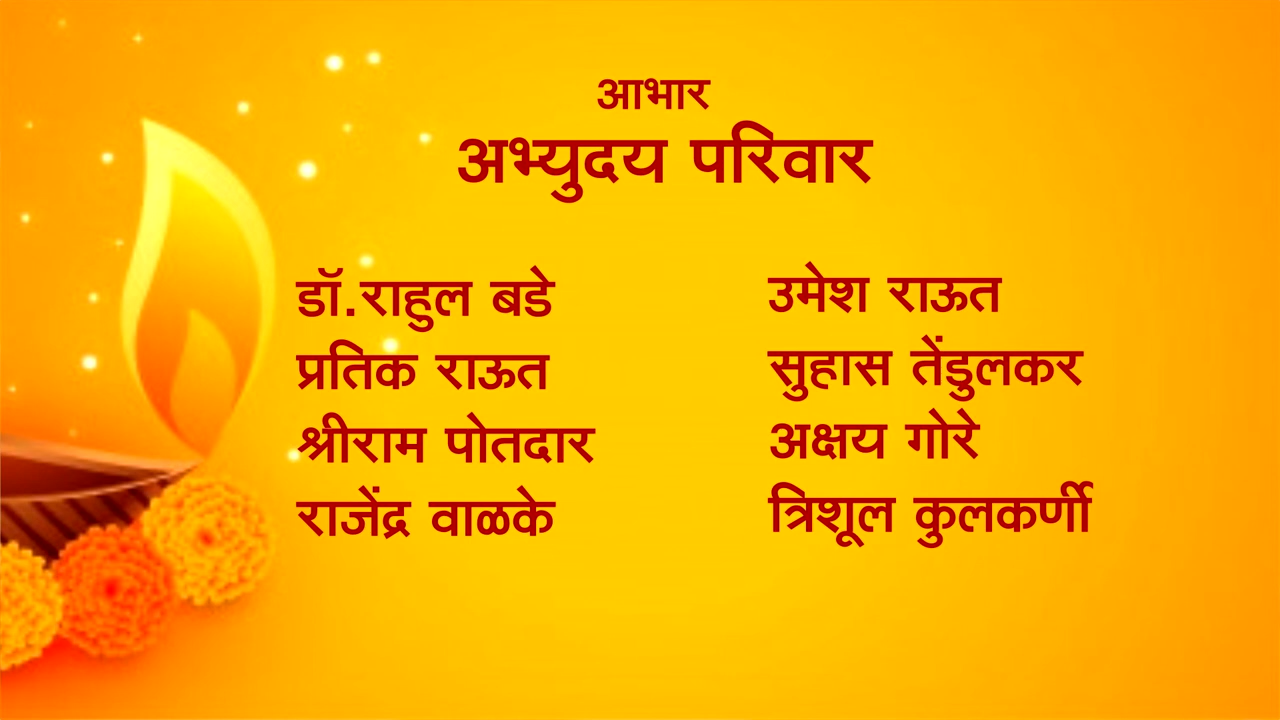 आभार
अभ्युदय परिवार
डॉ.राहुल बडे
प्रतिक राऊत
श्रीराम पोतदार
राजेंद्र वाळके
उमेश राऊत
सुहास तेंडुलकर
अक्षय गोरे
त्रिशूल कुलकर्णी